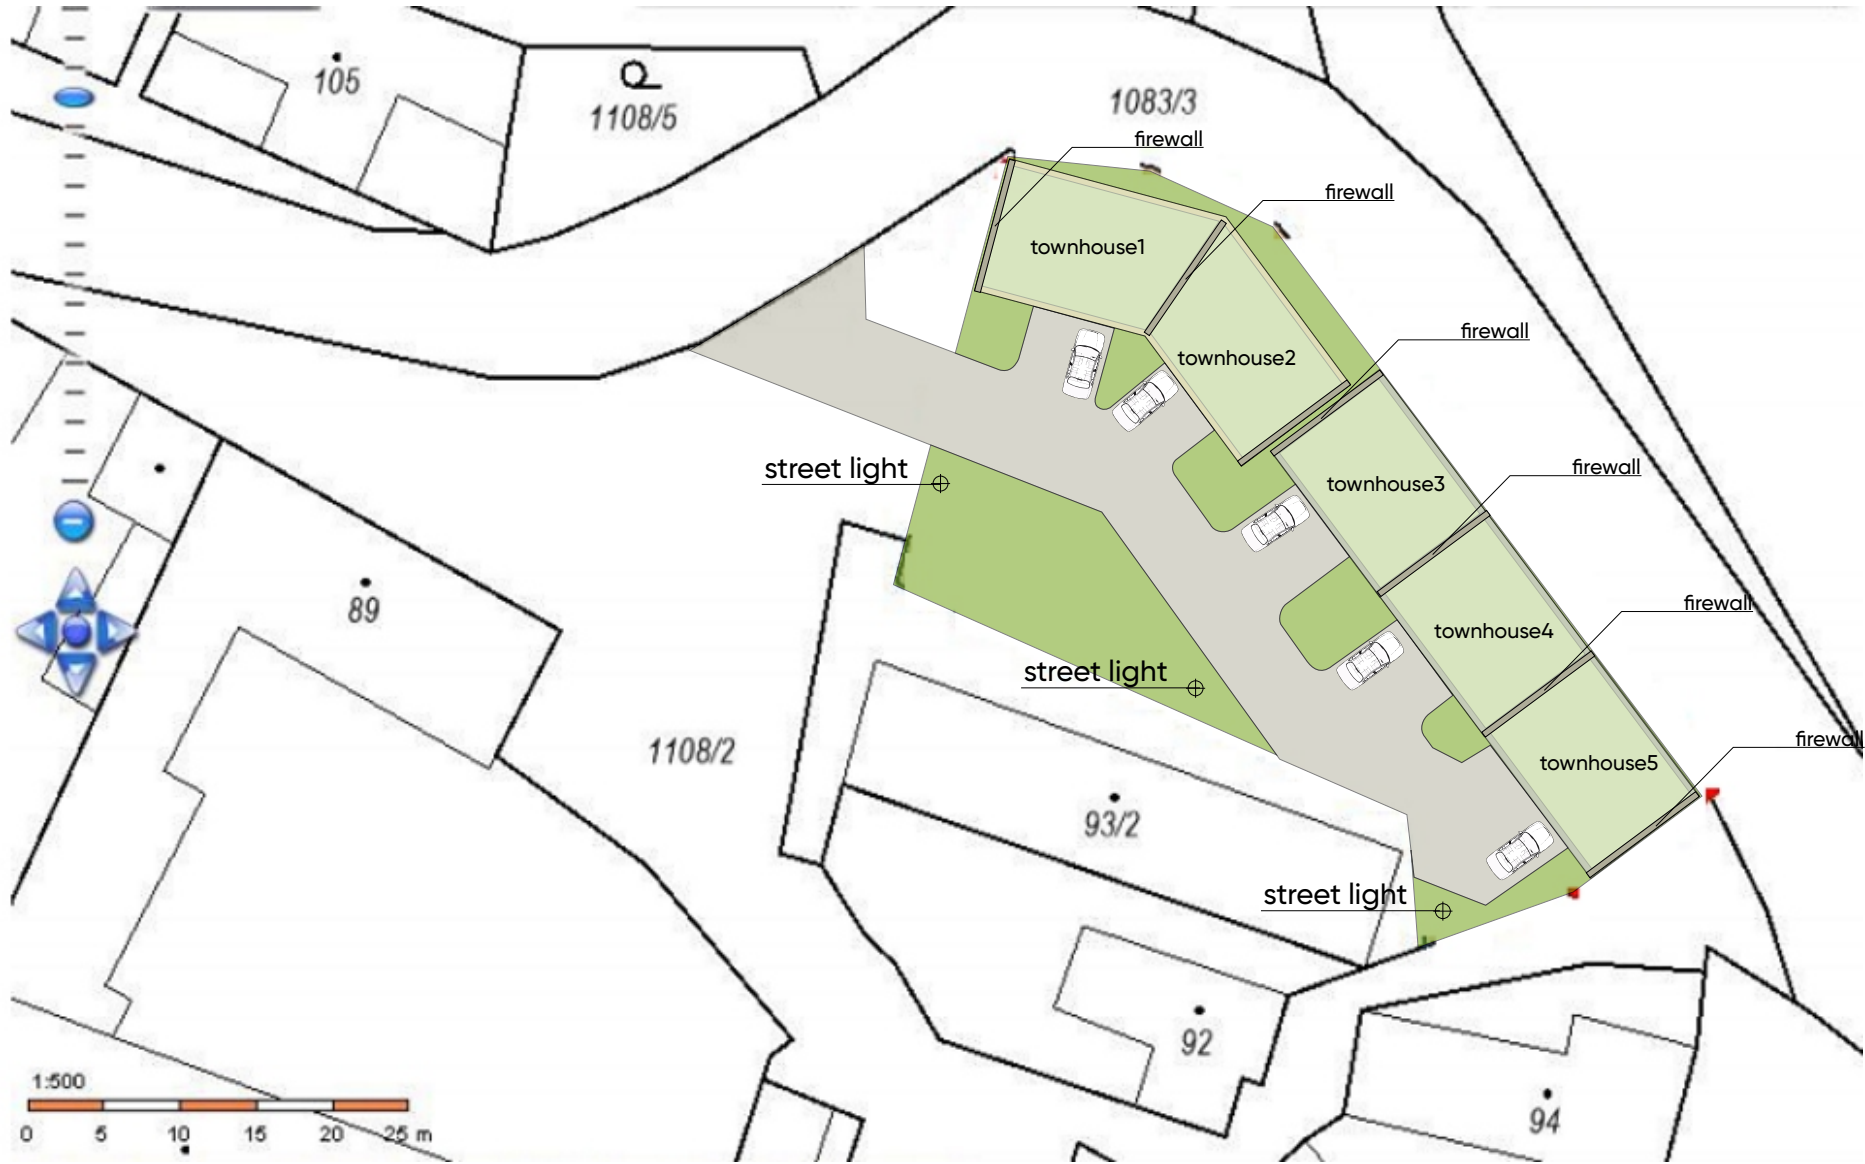 105
1108/5
1083/3
firewall
firewall
townhouse1
firewall
townhouse2
street light
firewall
townhouse3
89
firewall
townhouse4
street light
1108/2
firewall
townhouse5
93/2
street light
92
1:500
94
0 5 10 15 20 25 m